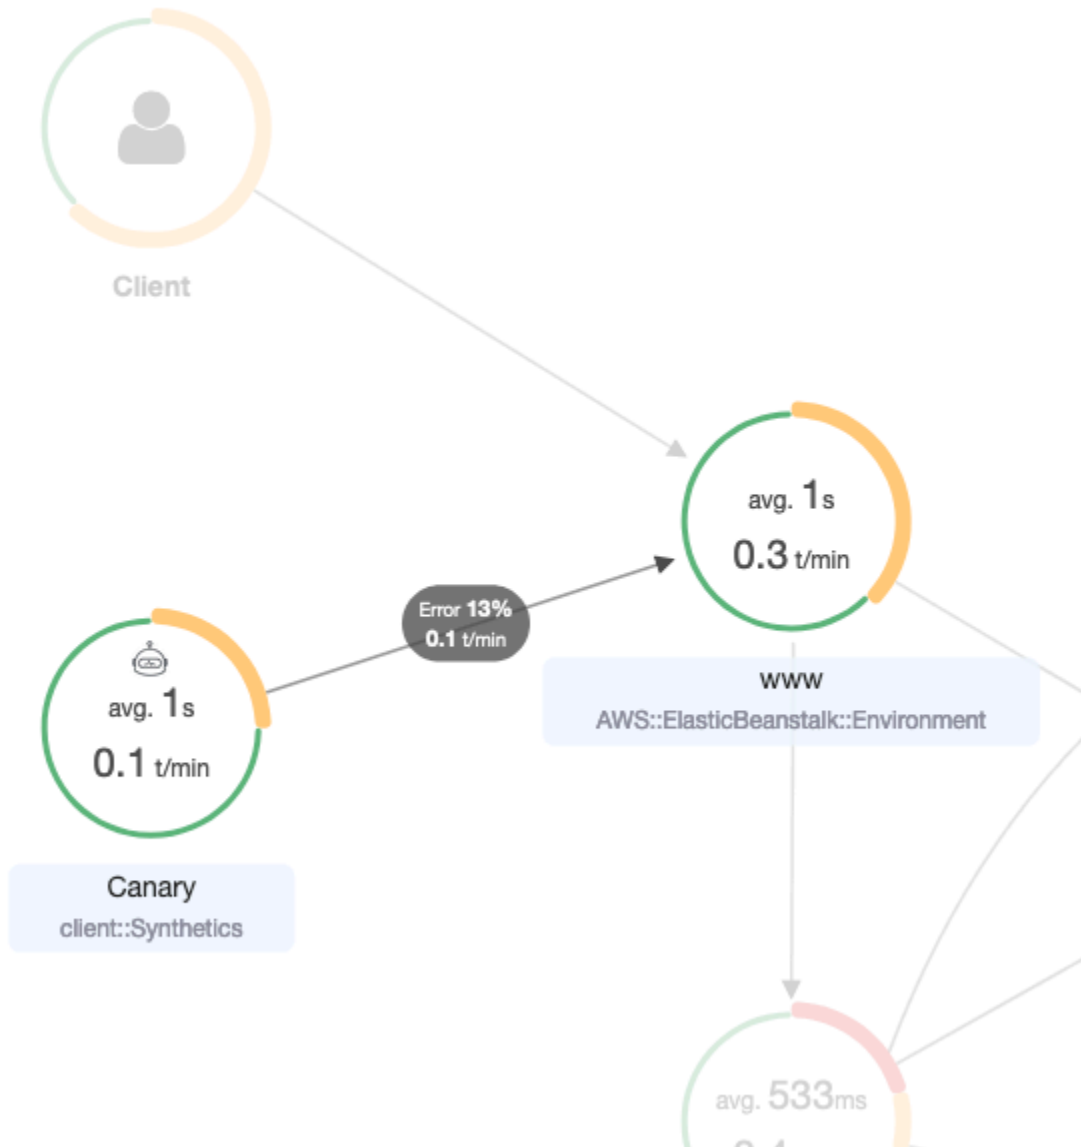 Client
avg. 1s
0.3 t/min
Error 13%
0.1 t/min
www
AWS::ElasticBeanstalk::Environment
avg. 1s
0.1 t/min
Canary
client::Synthetics
avg. 533ms